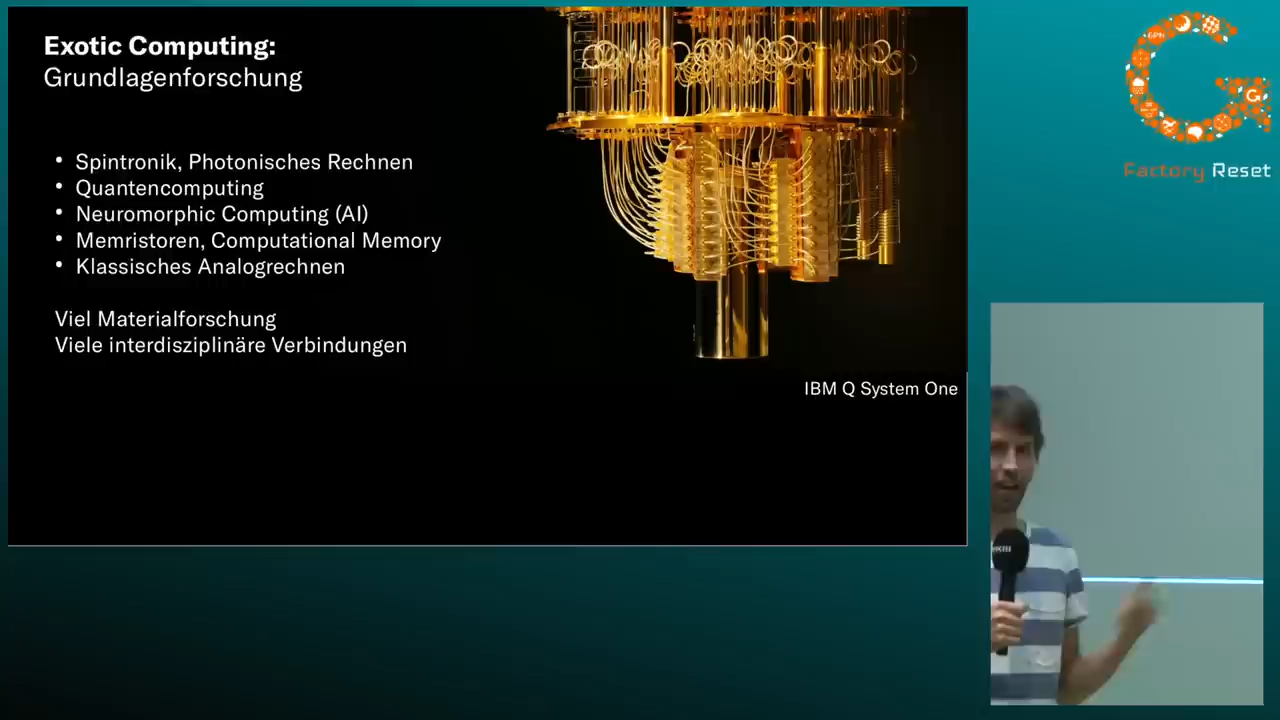 Exotic Computing:
Grundlagenforschung
• Spintronik, Photonisches Rechnen
• Quantencomputing
• Neuromorphic Computing (AI)
• Memristoren, Computational Memory
• Klassisches Analogrechnen
Viel Materialforschung
Viele interdisziplinäre Verbindungen
IBM Q System One
GPN
G
Factory Reset